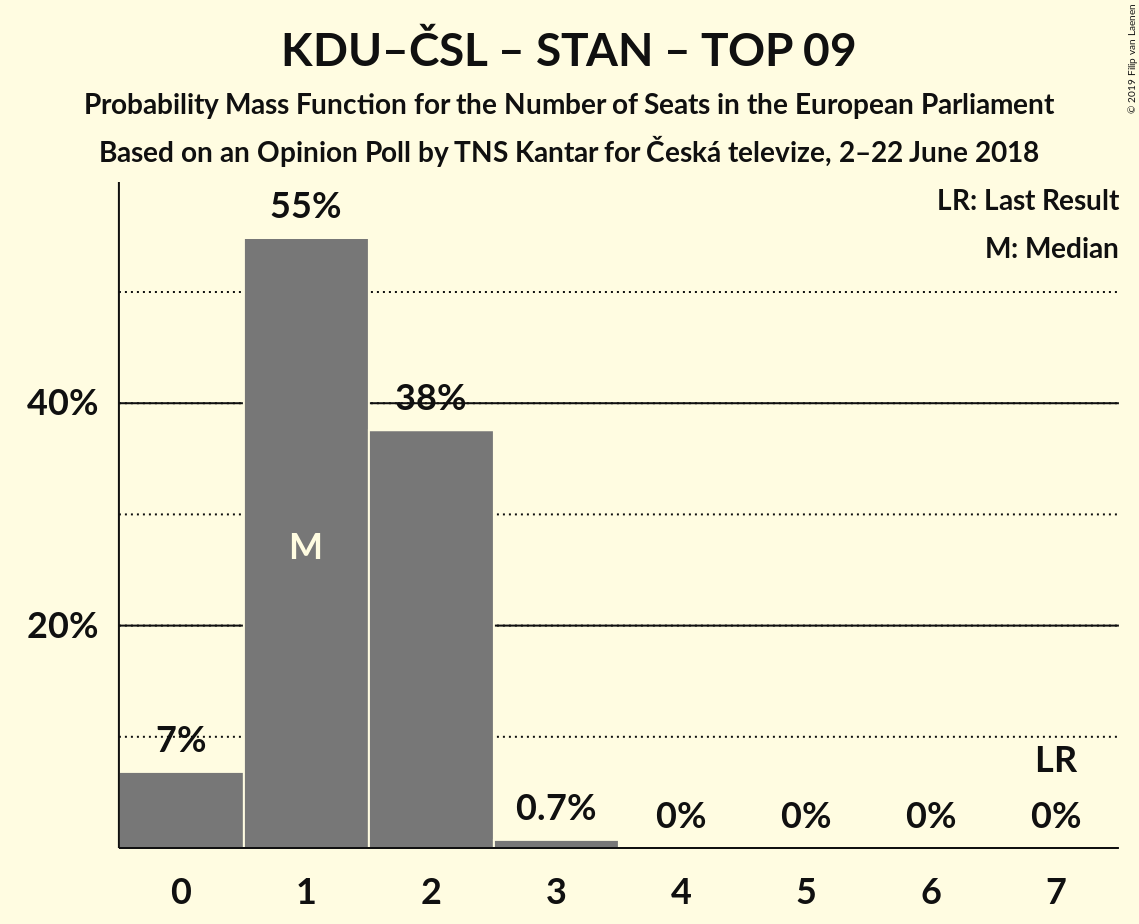 KDU–ČSL – STAN – TOP 09
Probability Mass Function for the Number of Seats in the European Parliament
Based on an Opinion Poll by TNS Kantar for Česká televize, 2–22 June 2018
© 2019 Filip van Laenen
LR: Last Result
M: Median
55%
40%
38%
M
20%
7%
LR
0.7%
0% 0% 0% 0%
0 1 2 3 4 5 6 7